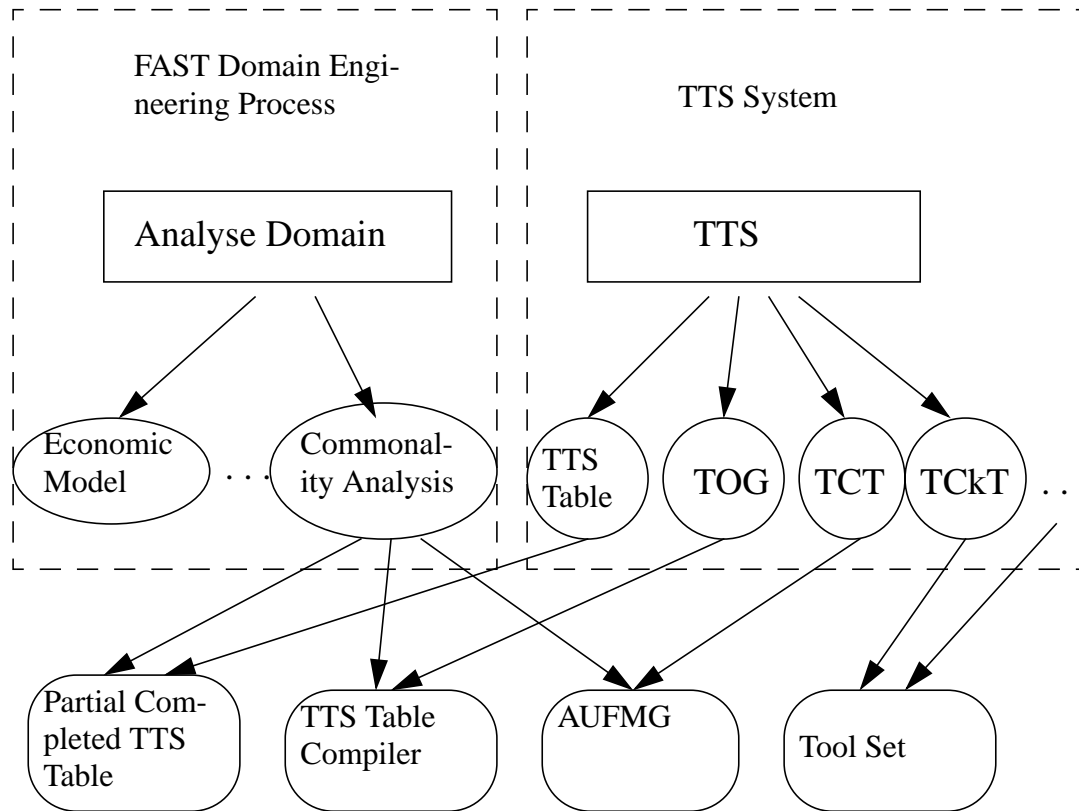 FAST Domain Engi-
neering Process
TTS System
Analyse Domain
TTS
Economic
Model
. . .
Commonal-
ity Analysis
TTS
Table
TOG
TCT
TCkT
. .
Partial Com-
pleted TTS
Table
TTS Table
Compiler
AUFMG
Tool Set